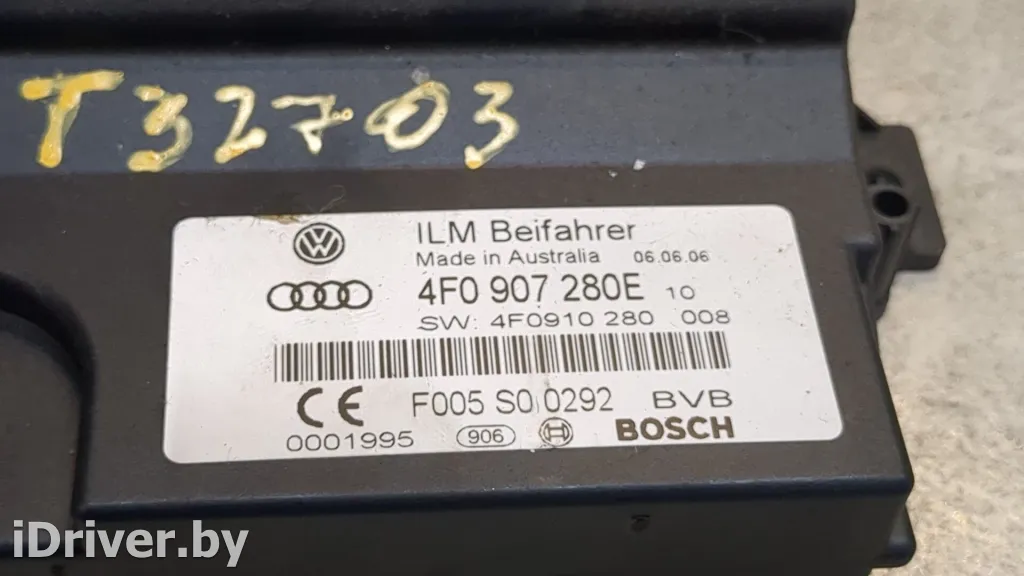 T32703
ILM Beifahrer
Made in Australia 06.06.06
4F0 907 280E 10
SW: 4F0910 280 008
F005 S0 0292 BVB
0001995 906 BOSCH
iDriver.by